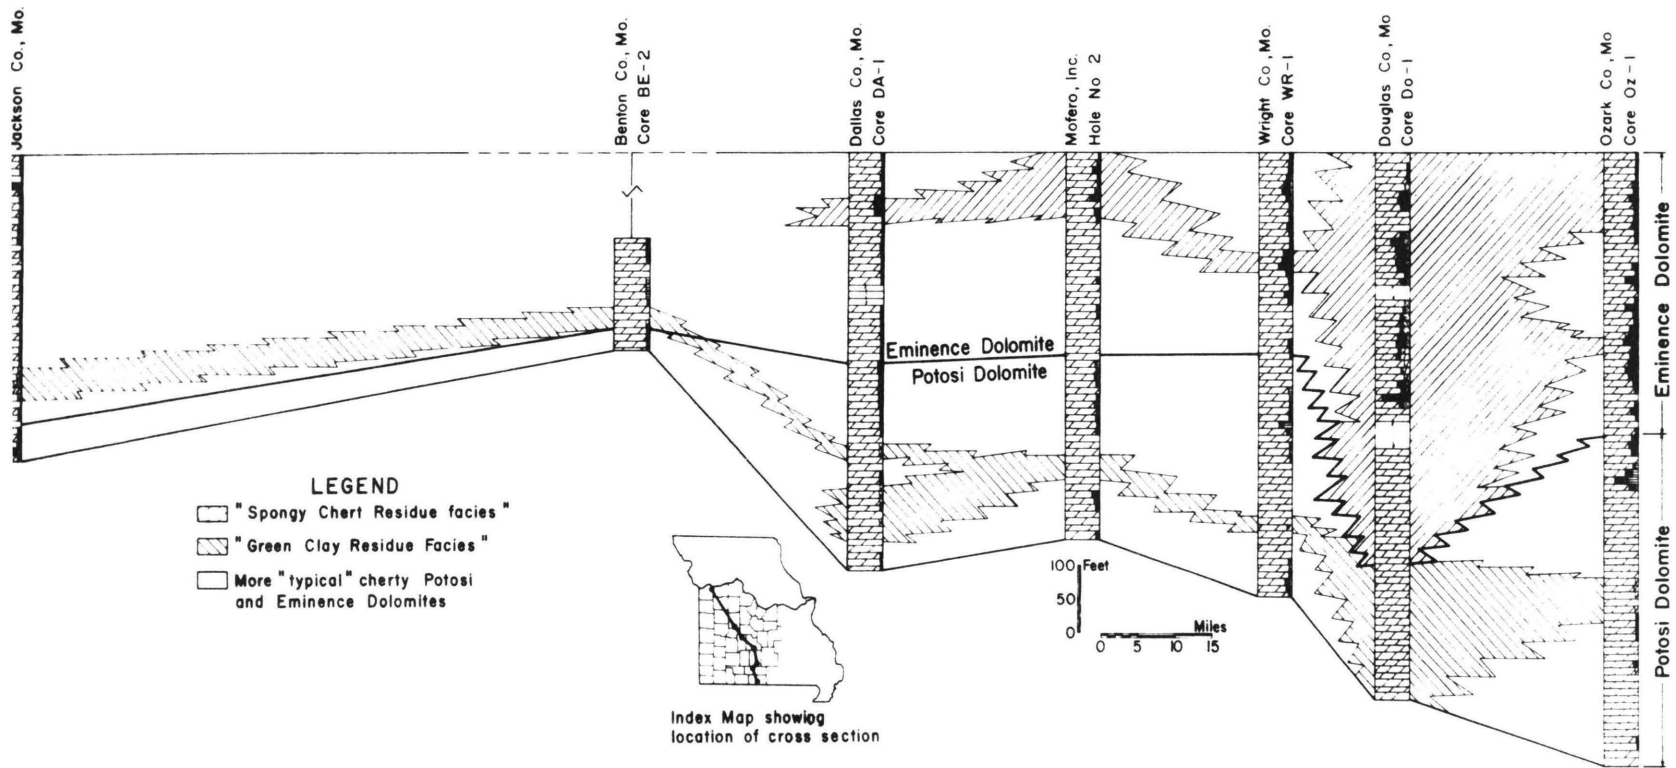 Jackson Co., Mo.
Benton Co., Mo.
Core BE-2
Dallas Co., Mo.
Core DA-1
Mofero, Inc.
Hole No 2
Wright Co., Mo.
Core WR-1
Douglas Co, Mo
Core Do-1
Ozark Co, Mo
Core Oz-1
Eminence Dolomite
Potosi Dolomite
Eminence Dolomite
Potosi Dolomite
LEGEND
"Spongy Chert Residue facies"
"Green Clay Residue Facies"
More "typical" cherty Potosi
and Eminence Dolomites
100 Feet
50
0
Miles
0 5 10 15
Index Map showing
location of cross section